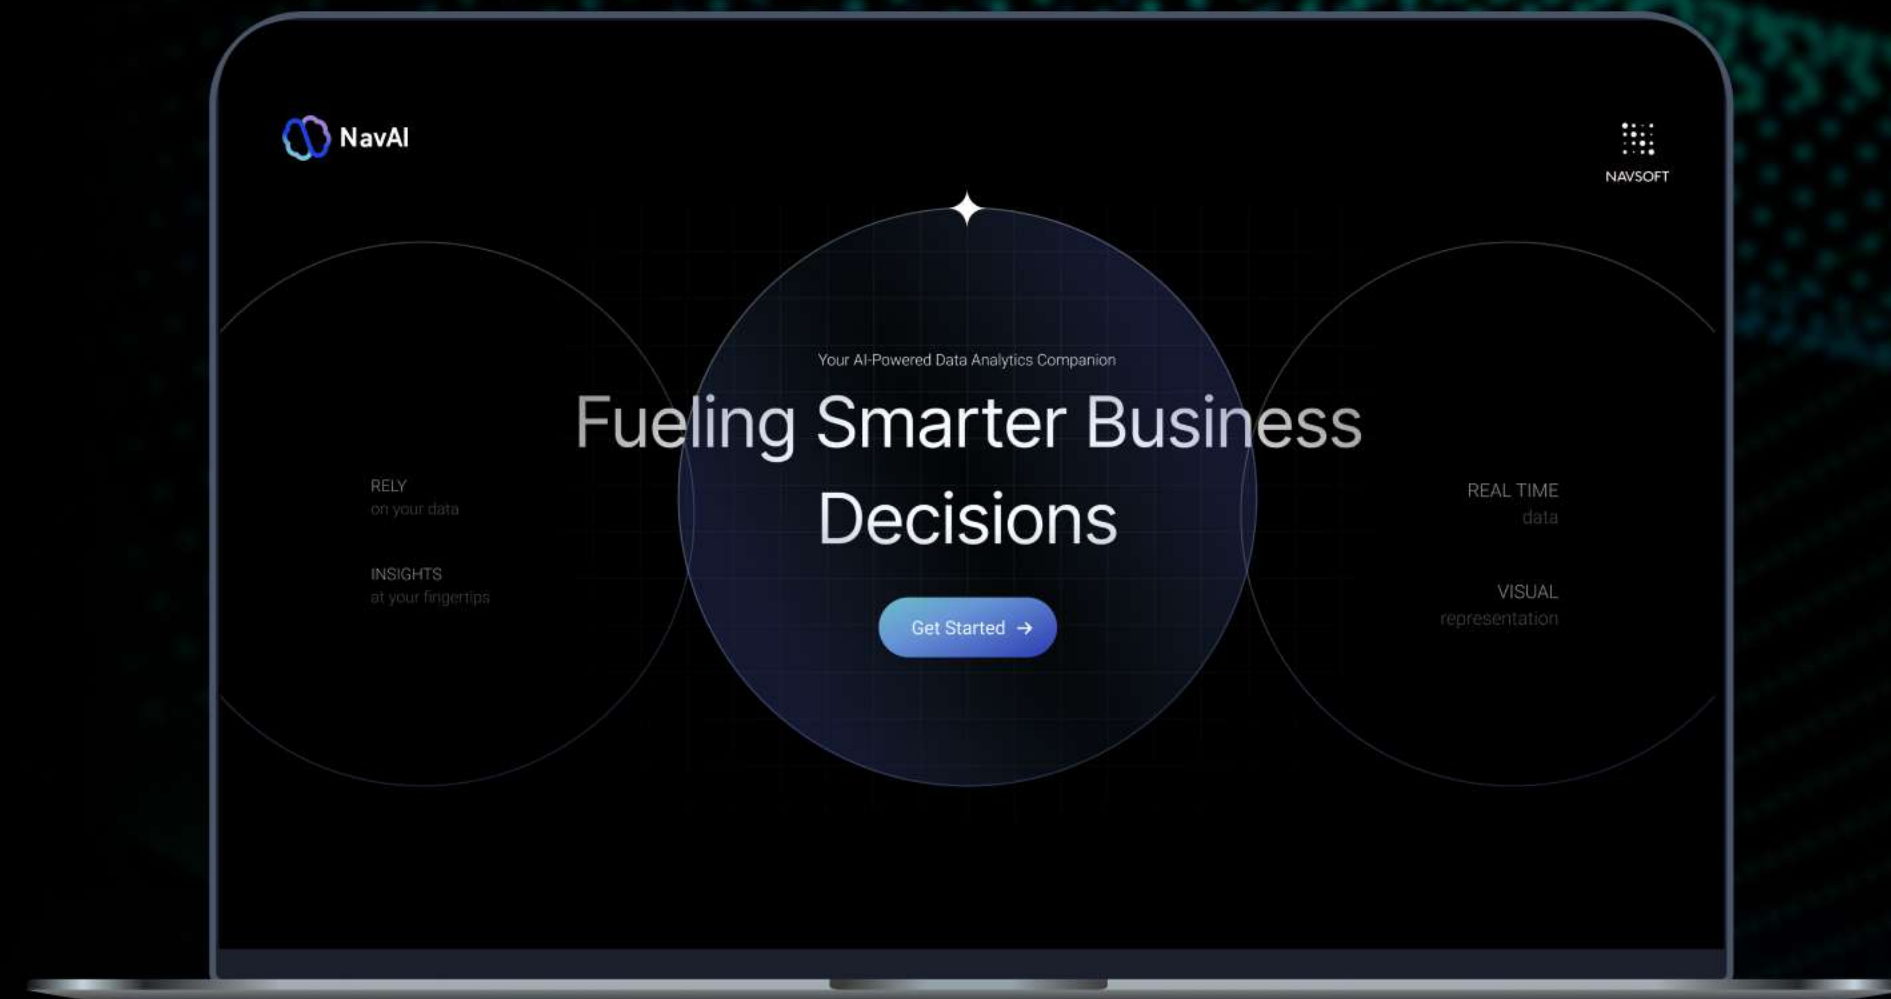 NavAI
NAVSOFT
Your AI-Powered Data Analytics Companion
Fueling Smarter Business
Decisions
RELY
on your data
INSIGHTS
at your fingertips
REAL TIME
data
VISUAL
representation
Get Started →